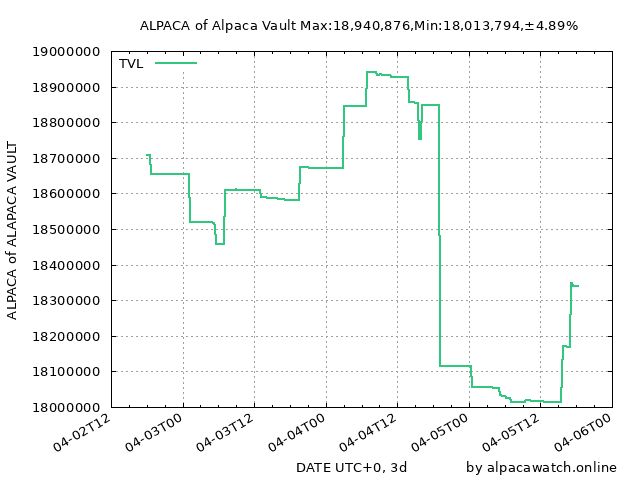 ALPACA of Alpaca Vault Max:18,940,876,Min:18,013,794,±4.89%
19000000
TVL
18900000
18800000
18700000
18600000
18500000
18400000
18300000
18200000
18100000
18000000
ALPACA of ALAPACA VAULT
04-02T12
04-03T00
04-03T12
04-04T00
04-04T12
04-05T00
04-05T12
04-06T00
DATE UTC+0, 3d
by alpacawatch.online